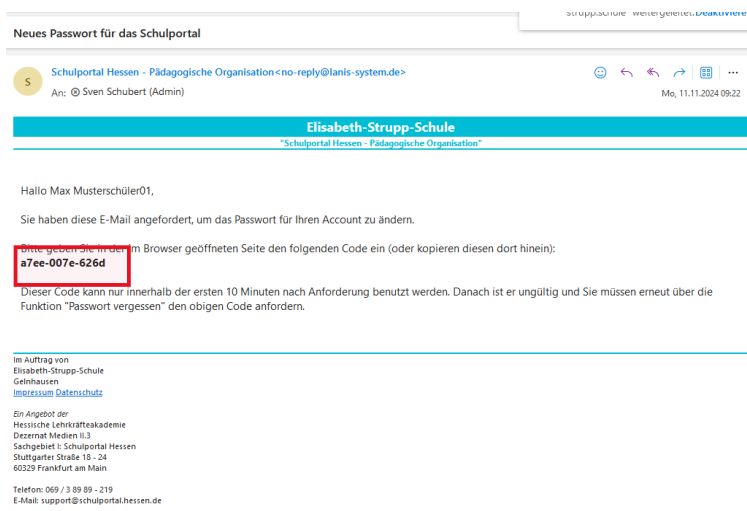 strupp.schule" weitergeleitet. Deaktiviere
Neues Passwort für das Schulportal
S
Schulportal Hessen - Pädagogische Organisation<no-reply@lanis-system.de>
An: Sven Schubert (Admin)
Mo, 11.11.2024 09:22
Elisabeth-Strupp-Schule
"Schulportal Hessen - Pädagogische Organisation"
Hallo Max Musterschüler01,
Sie haben diese E-Mail angefordert, um das Passwort für Ihren Account zu ändern.
Bitte geben Sie in der im Browser geöffneten Seite den folgenden Code ein (oder kopieren diesen dort hinein):
a7ee-007e-626d
Dieser Code kann nur innerhalb der ersten 10 Minuten nach Anforderung benutzt werden. Danach ist er ungültig und Sie müssen erneut über die
Funktion "Passwort vergessen" den obigen Code anfordern.
Im Auftrag von
Elisabeth-Strupp-Schule
Gelnhausen
Impressum Datenschutz
Ein Angebot der
Hessische Lehrkräfteakademie
Dezernat Medien II.3
Sachgebiet I: Schulportal Hessen
Stuttgarter Straße 18 - 24
60329 Frankfurt am Main
Telefon: 069 / 3 89 89 - 219
E-Mail: support@schulportal.hessen.de